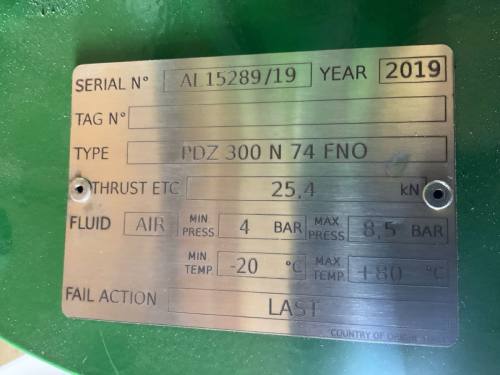 SERIAL N° AL15289/19 YEAR 2019
TAG N°
TYPE PDZ 300 N 74 FNO
THRUST ETC 25,4 kN
FLUID AIR MIN PRESS 4 BAR MAX PRESS 8,5 BAR
MIN TEMP -20 °C MAX TEMP +80 °C
FAIL ACTION LAST
COUNTRY OF ORIGIN